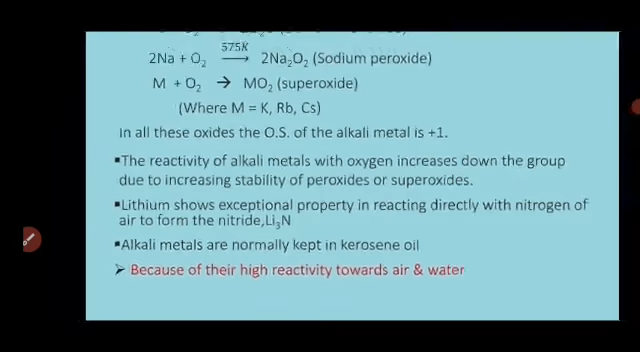 575K
2Na + O₂ ⟶ 2Na₂O₂ (Sodium peroxide)
M + O₂ → MO₂ (superoxide)
(Where M = K, Rb, Cs)
In all these oxides the O.S. of the alkali metal is +1.
▪The reactivity of alkali metals with oxygen increases down the group
due to increasing stability of peroxides or superoxides.
▪Lithium shows exceptional property in reacting directly with nitrogen of
air to form the nitride,Li₃N
▪Alkali metals are normally kept in kerosene oil
➢ Because of their high reactivity towards air & water